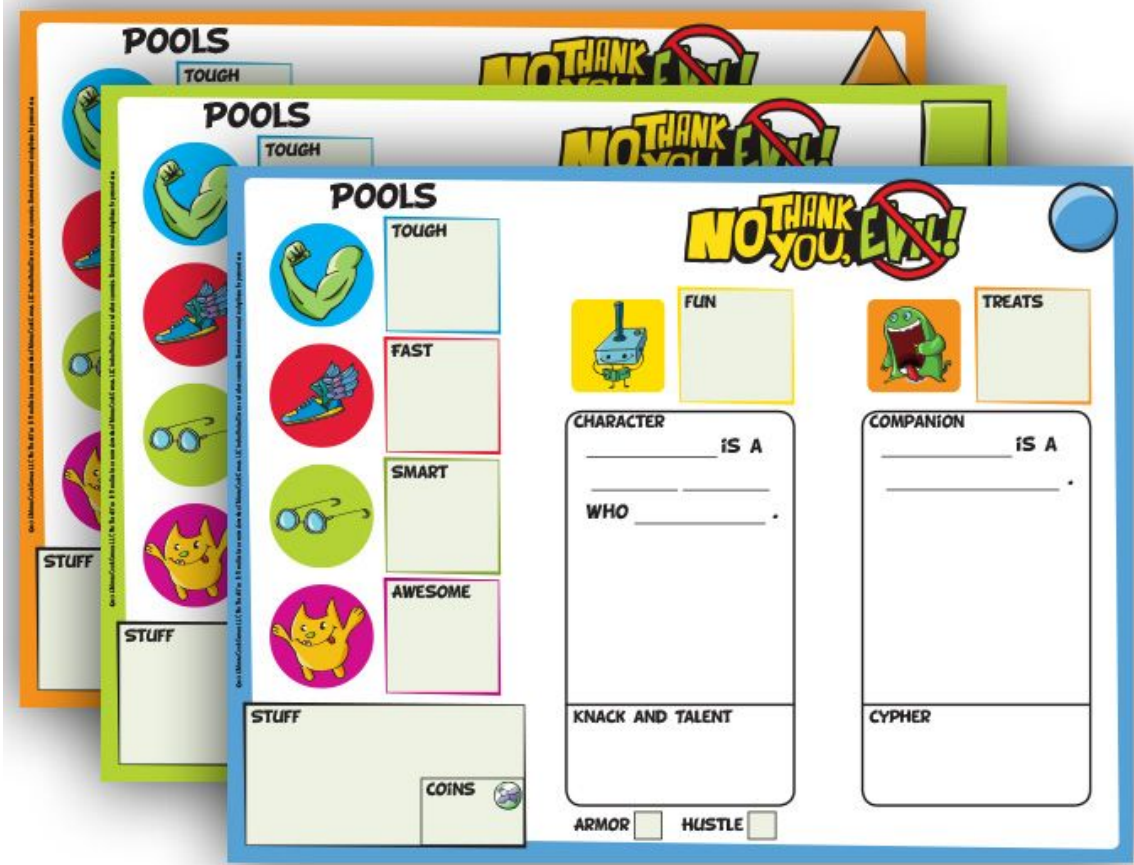 POOLS
TOUGH
NO THANK
YOU, EVIL!
STUFF
POOLS
TOUGH
NO THANK
YOU, EVIL!
STUFF
POOLS
TOUGH
FAST
SMART
AWESOME
STUFF
COINS
NO THANK
YOU, EVIL!
FUN
TREATS
CHARACTER
IS A
WHO .
KNACK AND TALENT
ARMOR HUSTLE
COMPANION
IS A
.
CYPHER